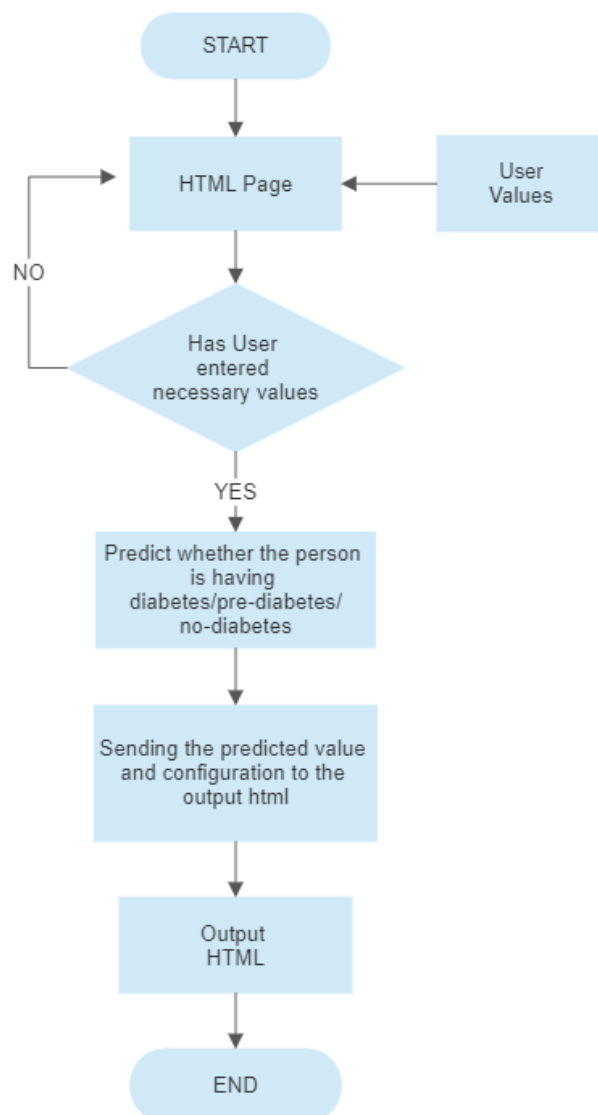 START
HTML Page
User
Values
NO
Has User
entered
necessary values
YES
Predict whether the person
is having
diabetes/pre-diabetes/
no-diabetes
Sending the predicted value
and configuration to the
output html
Output
HTML
END